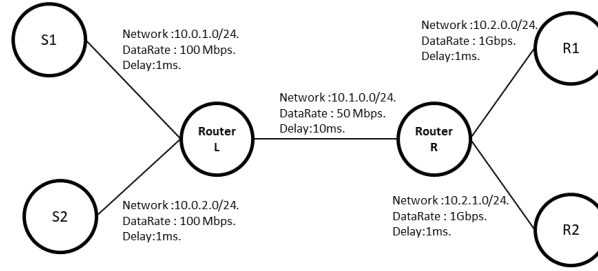 S1
Network :10.0.1.0/24.
DataRate : 100 Mbps.
Delay:1ms.
Network :10.2.0.0/24.
DataRate : 1Gbps.
Delay:1ms.
R1
Network :10.1.0.0/24.
DataRate : 50 Mbps.
Delay:10ms.
Router
L
Router
R
S2
Network :10.0.2.0/24.
DataRate : 100 Mbps.
Delay:1ms.
Network :10.2.1.0/24.
DataRate : 1Gbps.
Delay:1ms.
R2